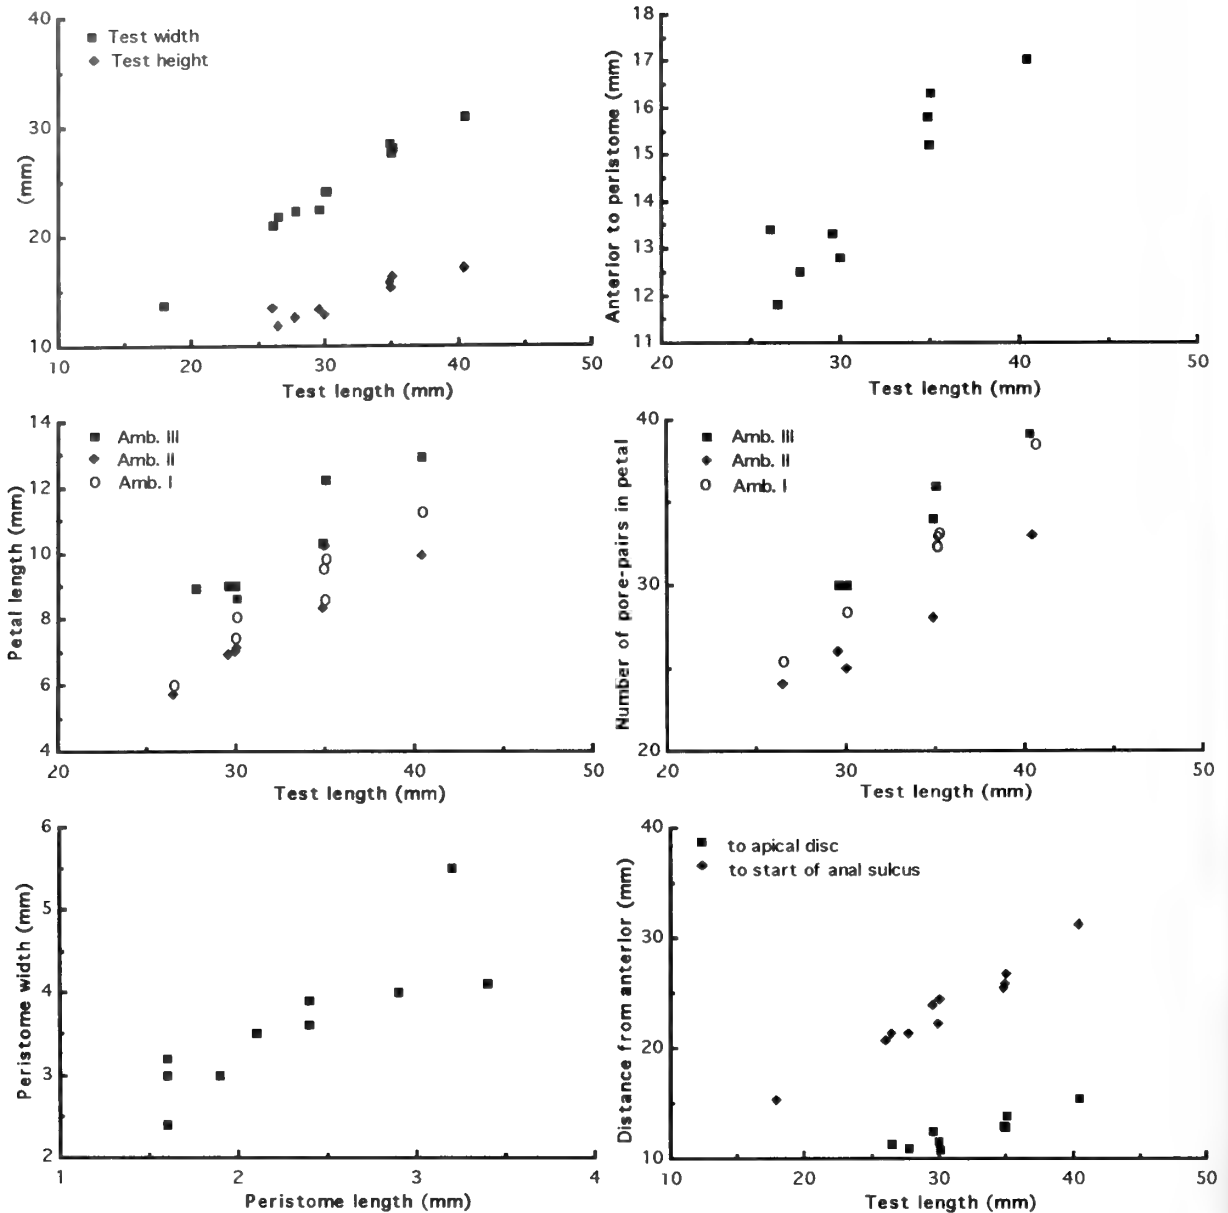 40
30
20
10
(mm)
Test width
Test height
10 20 30 40 50
Test length (mm)
18
17
16
15
14
13
12
11
Anterior to peristome (mm)
20 30 40 50
Test length (mm)
14
12
10
8
6
4
Petal length (mm)
Amb. III
Amb. II
Amb. I
20 30 40 50
Test length (mm)
40
30
20
Number of pore-pairs in petal
Amb. III
Amb. II
Amb. I
20 30 40 50
Test length (mm)
6
5
4
3
2
Peristome width (mm)
1 2 3 4
Peristome length (mm)
40
30
20
10
Distance from anterior (mm)
to apical disc
to start of anal sulcus
10 20 30 40 50
Test length (mm)